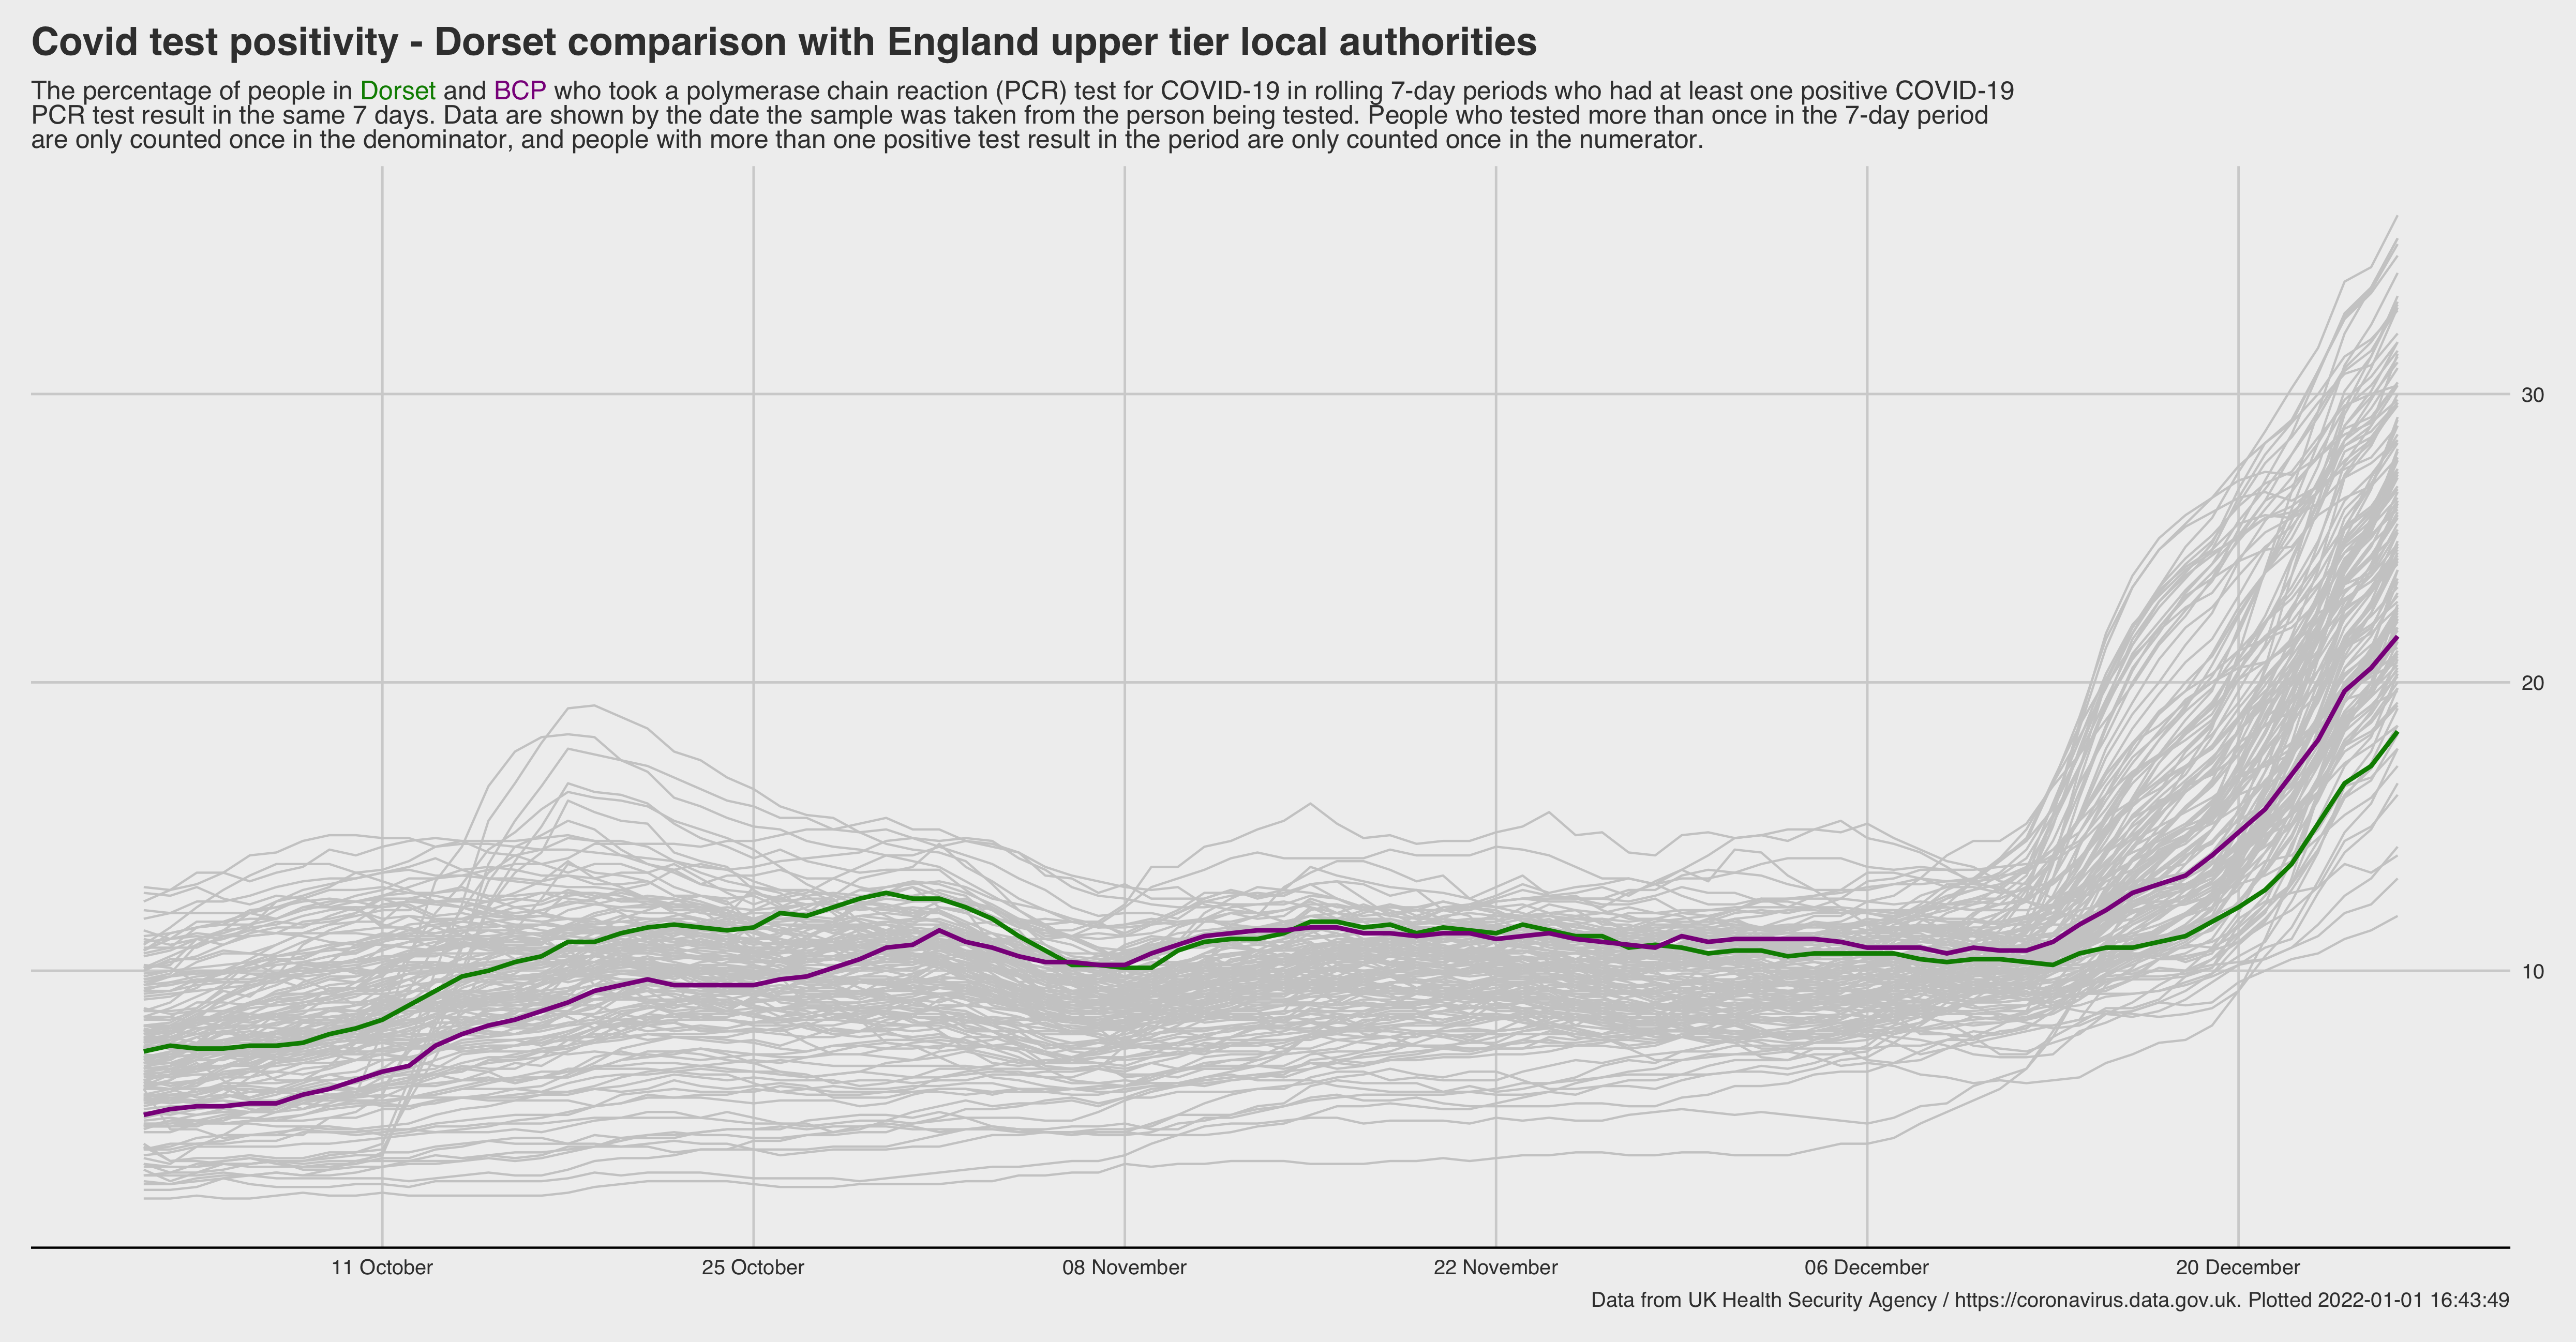 Covid test positivity - Dorset comparison with England upper tier local authorities
The percentage of people in Dorset and BCP who took a polymerase chain reaction (PCR) test for COVID-19 in rolling 7-day periods who had at least one positive COVID-19
PCR test result in the same 7 days. Data are shown by the date the sample was taken from the person being tested. People who tested more than once in the 7-day period
are only counted once in the denominator, and people with more than one positive test result in the period are only counted once in the numerator.
30
20
10
11 October
25 October
08 November
22 November
06 December
20 December
Data from UK Health Security Agency / https://coronavirus.data.gov.uk. Plotted 2022-01-01 16:43:49